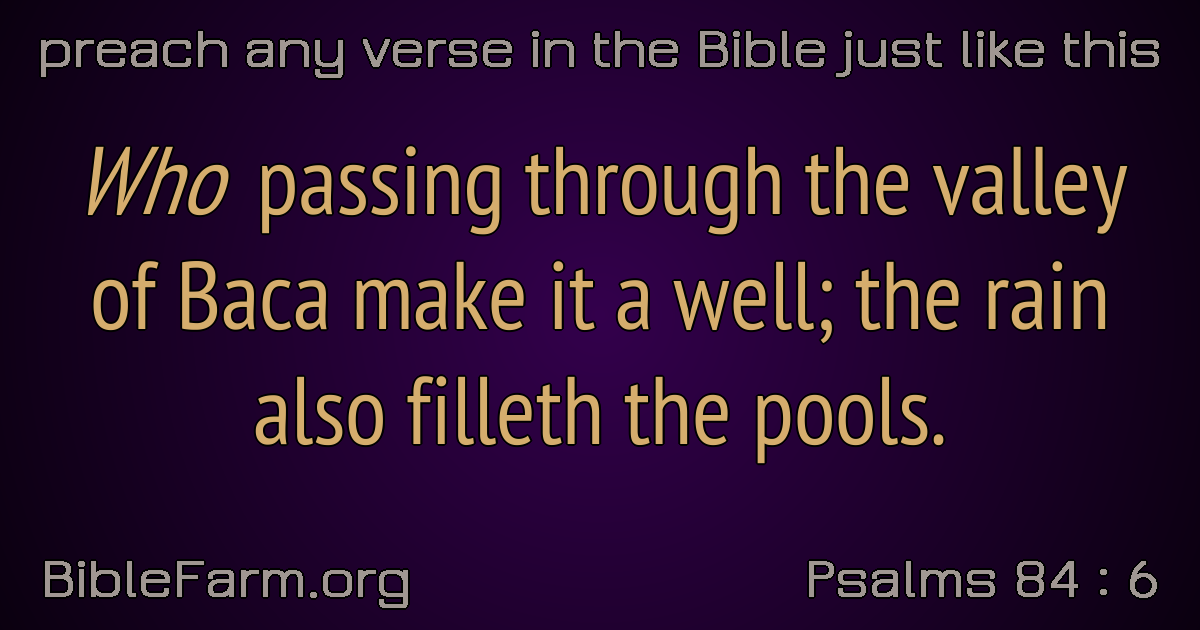 preach any verse in the Bible just like this
Who passing through the valley
of Baca make it a well; the rain
also filleth the pools.
BibleFarm.org
Psalms 84 : 6